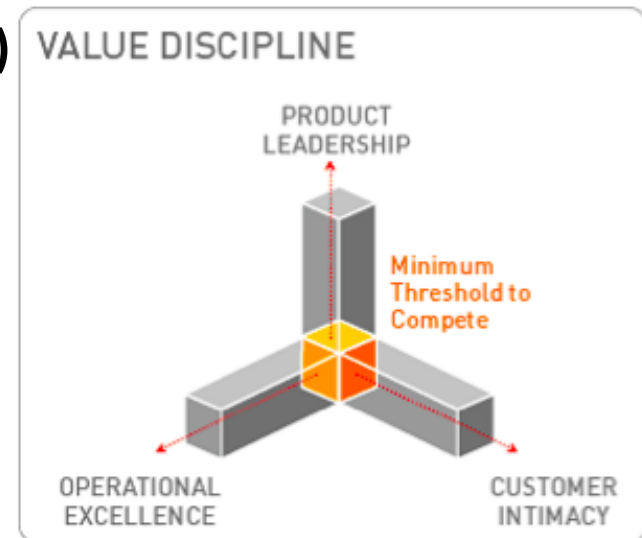 )
VALUE DISCIPLINE
PRODUCT
LEADERSHIP
Minimum
Threshold to
Compete
OPERATIONAL
EXCELLENCE
CUSTOMER
INTIMACY